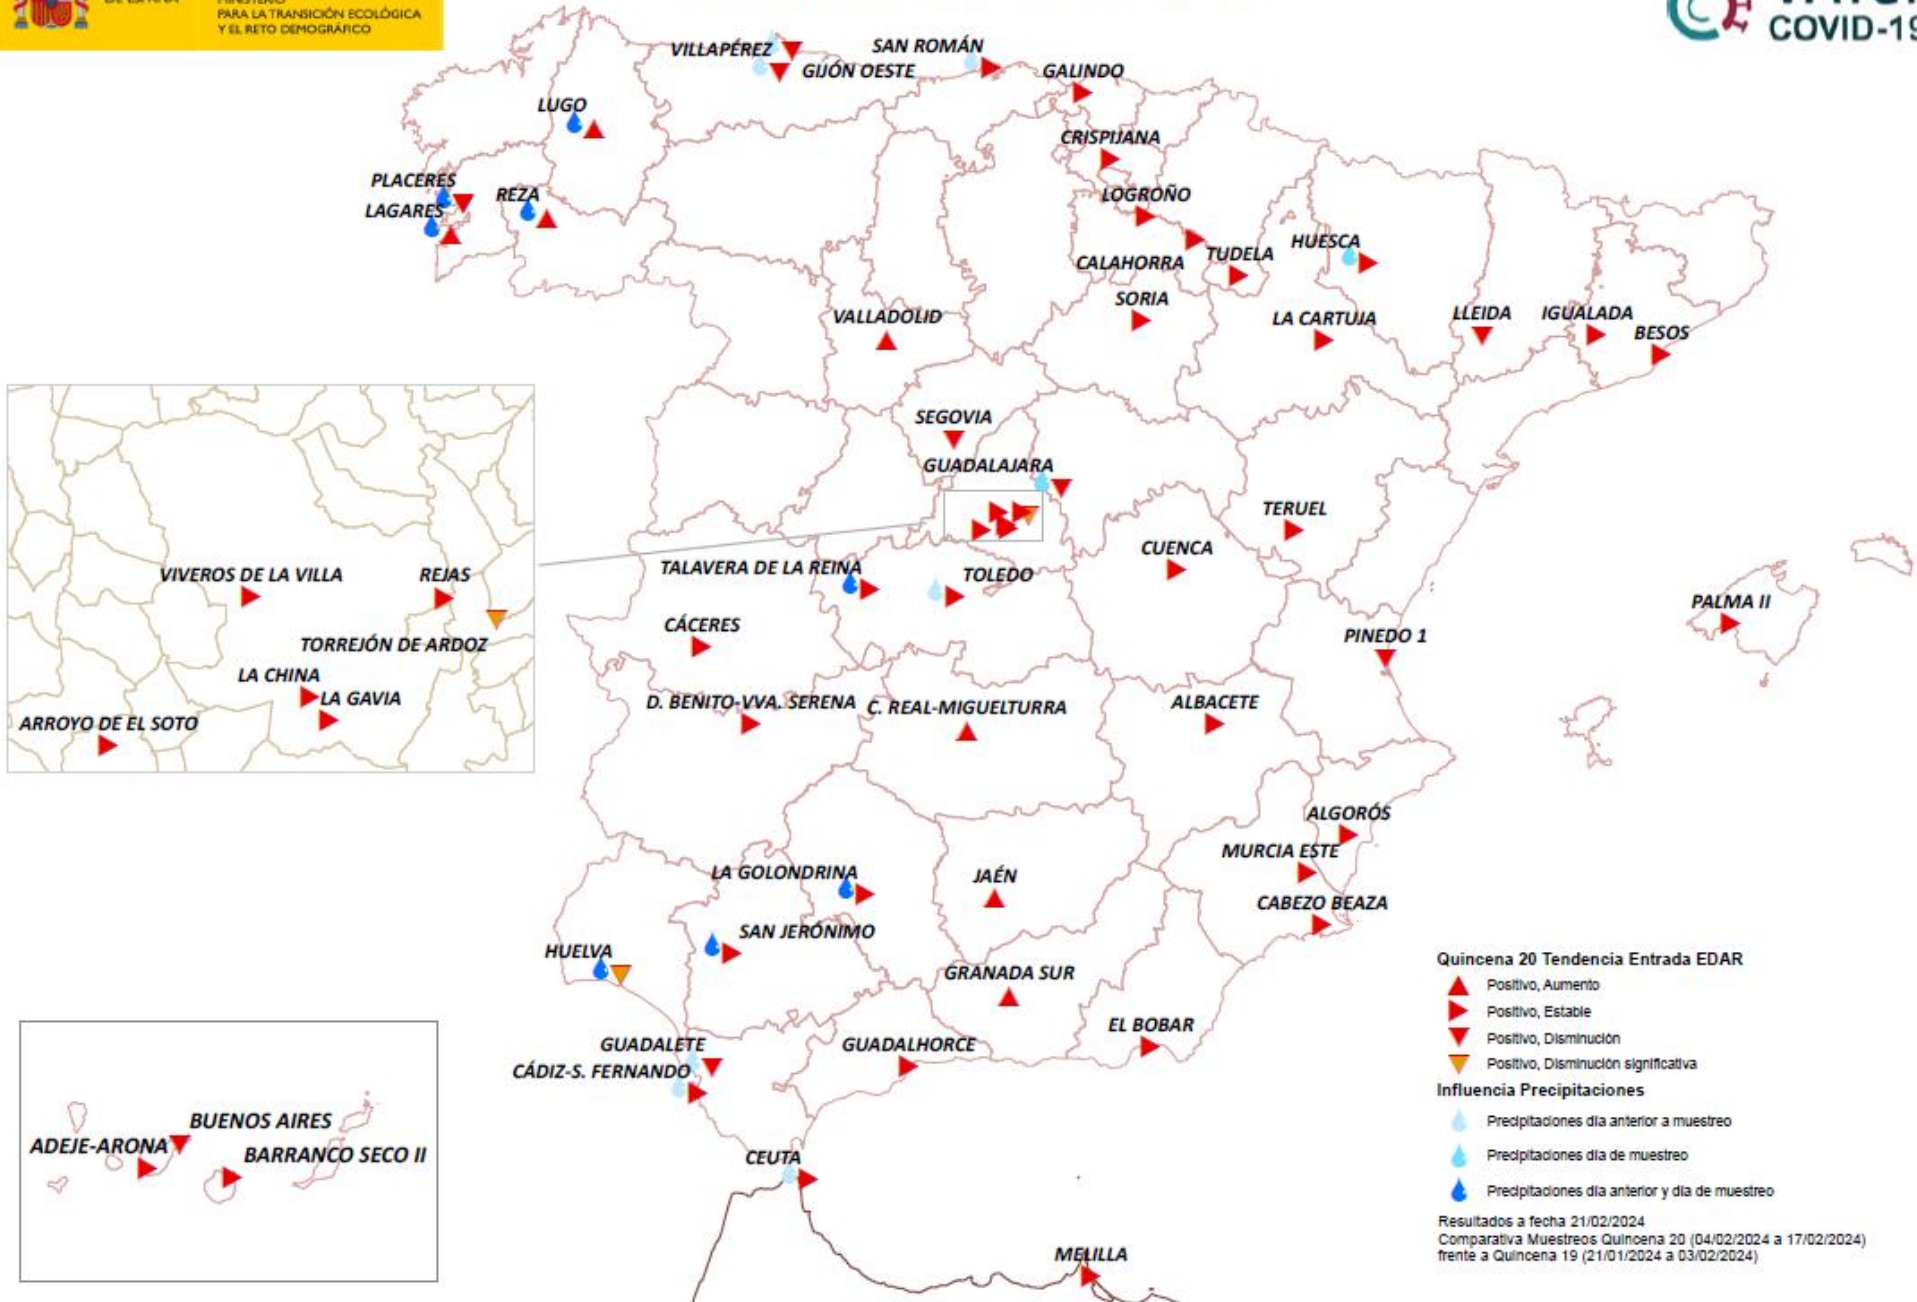 MINISTERIO
PARA LA TRANSICIÓN ECOLÓGICA
Y EL RETO DEMOGRÁFICO
COVID-19
VILLAPÉREZ
SAN ROMÁN
GIJÓN OESTE
GALINDO
LUGO
CRISPIJANA
PLACERES
REZA
LOGROÑO
LAGARES
HUESCA
TUDELA
CALAHORRA
SORIA
VALLADOLID
LA CARTUJA
LLEIDA
IGUALADA
BESOS
SEGOVIA
GUADALAJARA
TERUEL
CUENCA
TALAVERA DE LA REINA
TOLEDO
VIVEROS DE LA VILLA
REJAS
PALMA II
CÁCERES
PINEDO 1
TORREJÓN DE ARDOZ
LA CHINA
LA GAVIA
ARROYO DE EL SOTO
D. BENITO-VVA. SERENA
C. REAL-MIGUELTURRA
ALBACETE
ALGORÓS
MURCIA ESTE
LA GOLONDRINA
JAÉN
CABEZO BEAZA
SAN JERÓNIMO
HUELVA
GRANADA SUR
EL BOBAR
GUADALETE
GUADALHORCE
CÁDIZ-S. FERNANDO
BUENOS AIRES
ADEJE-ARONA
BARRANCO SECO II
CEUTA
MELILLA
Quincena 20 Tendencia Entrada EDAR
Positivo, Aumento
Positivo, Estable
Positivo, Disminución
Positivo, Disminución significativa
Influencia Precipitaciones
Precipitaciones día anterior a muestreo
Precipitaciones día de muestreo
Precipitaciones día anterior y día de muestreo
Resultados a fecha 21/02/2024
Comparativa Muestreos Quincena 20 (04/02/2024 a 17/02/2024)
frente a Quincena 19 (21/01/2024 a 03/02/2024)